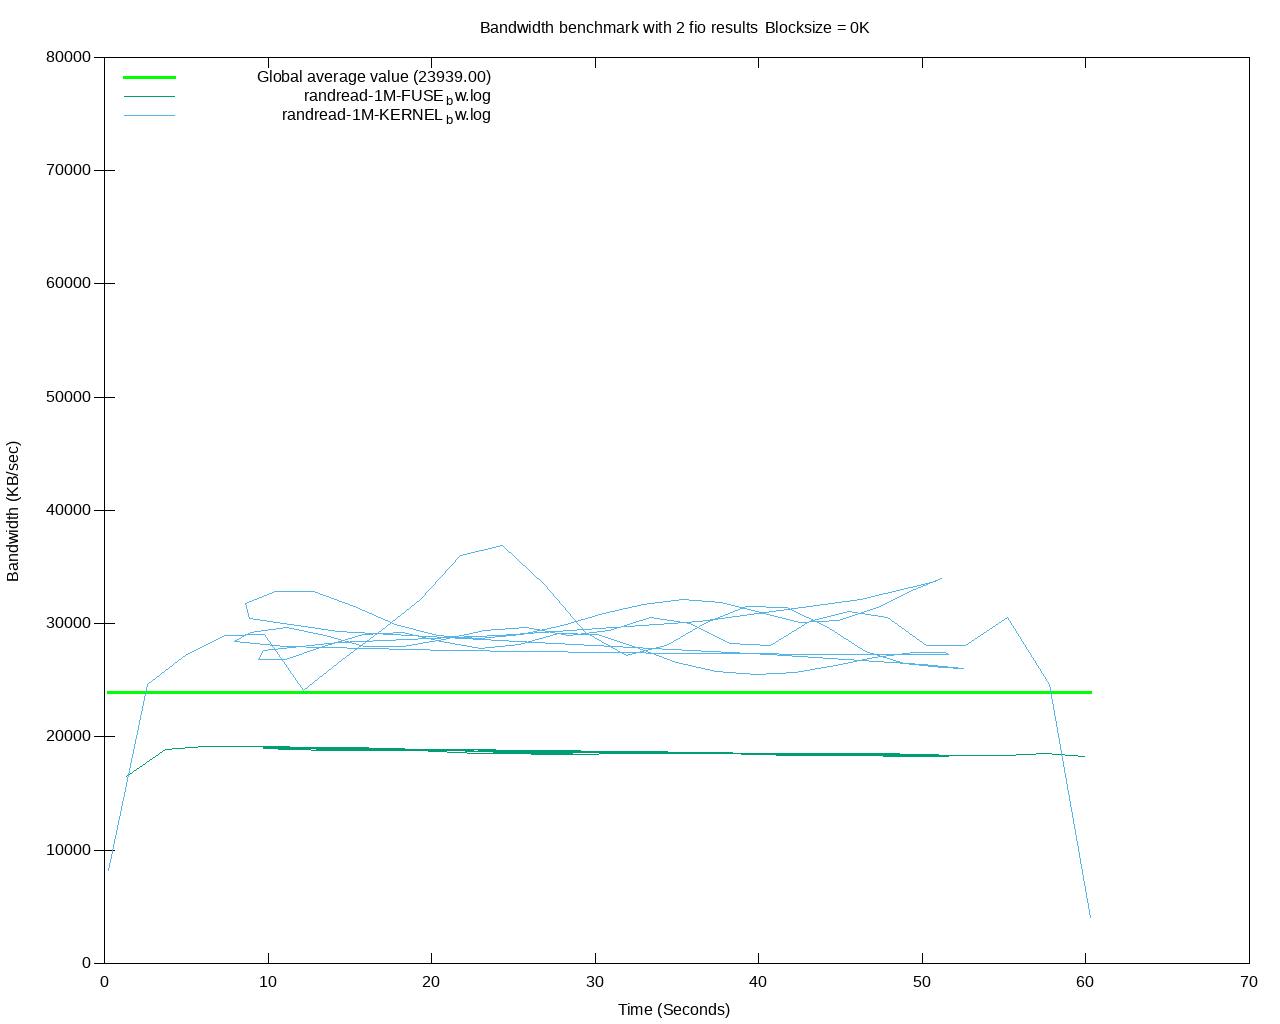 Bandwidth benchmark with 2 fio results Blocksize = 0K
80000
70000
60000
50000
40000
30000
20000
10000
0
Global average value (23939.00)
randread-1M-FUSEbw.log
randread-1M-KERNELbw.log
Bandwidth (KB/sec)
0 10 20 30 40 50 60 70
Time (Seconds)